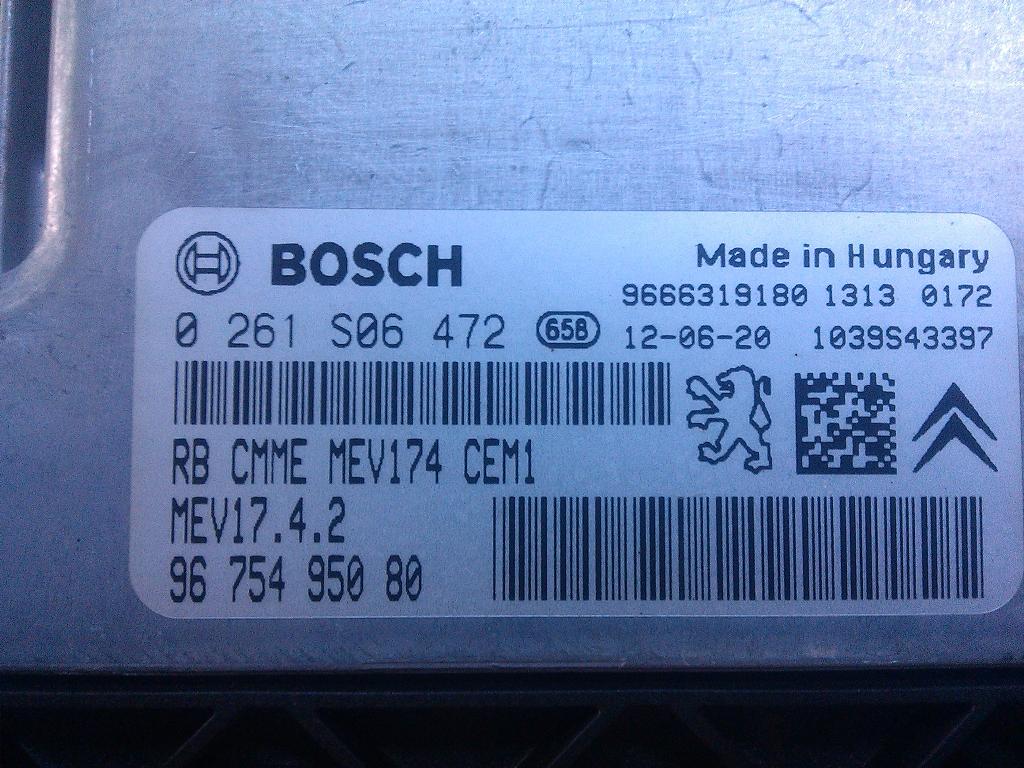 BOSCH
Made in Hungary
9666319180 1313 0172
0 261 S06 472 658 12-06-20 1039S43397
RB CMME MEV174 CEM1
MEV17.4.2
96 754 950 80